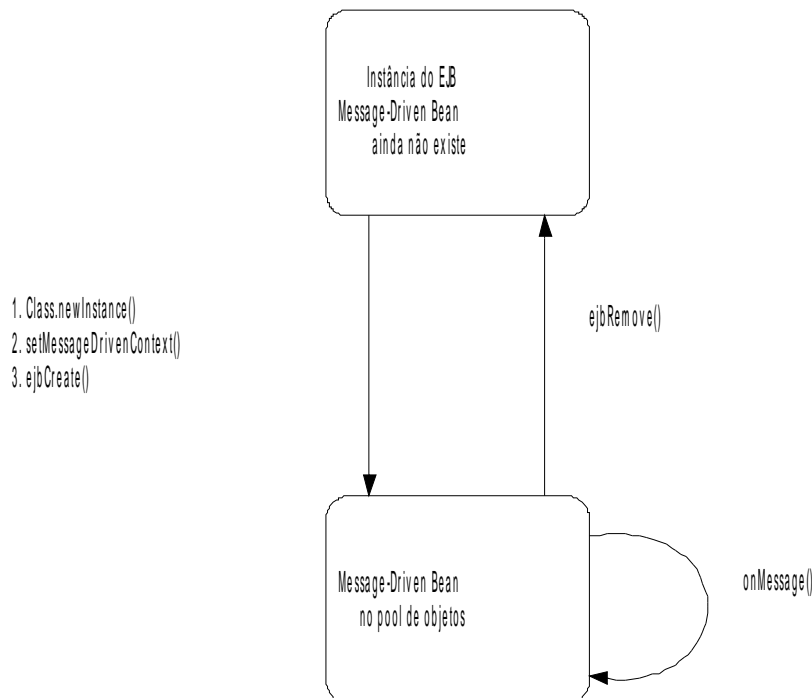 Instância do EJB
Message-Driven Bean
ainda não existe
1. Class.newInstance()
2. setMessageDrivenContext()
3. ejbCreate()
ejbRemove()
Message-Driven Bean
no pool de objetos
onMessage()